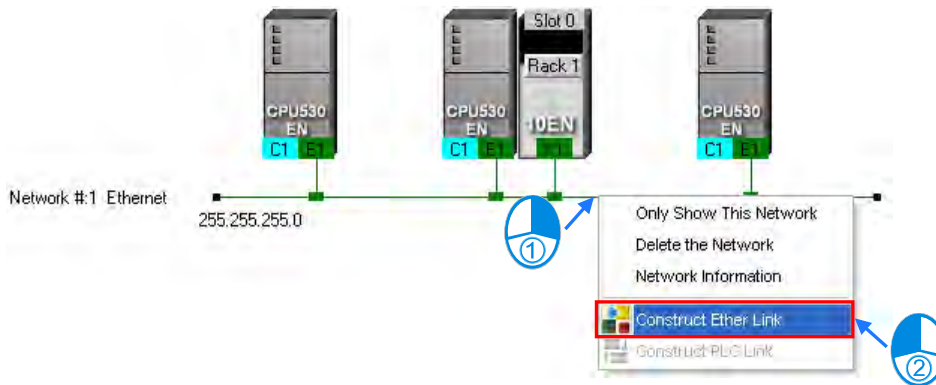 Slot 0
Rack 1
CPU530
EN
C1 E1
CPU530
EN
C1 E1
10EN
CPU530
EN
C1 E1
Network #:1 Ethernet
255.255.255.0
①
Only Show This Network
Delete the Network
Network Information
Construct Ether Link
Construct PLC Link
②